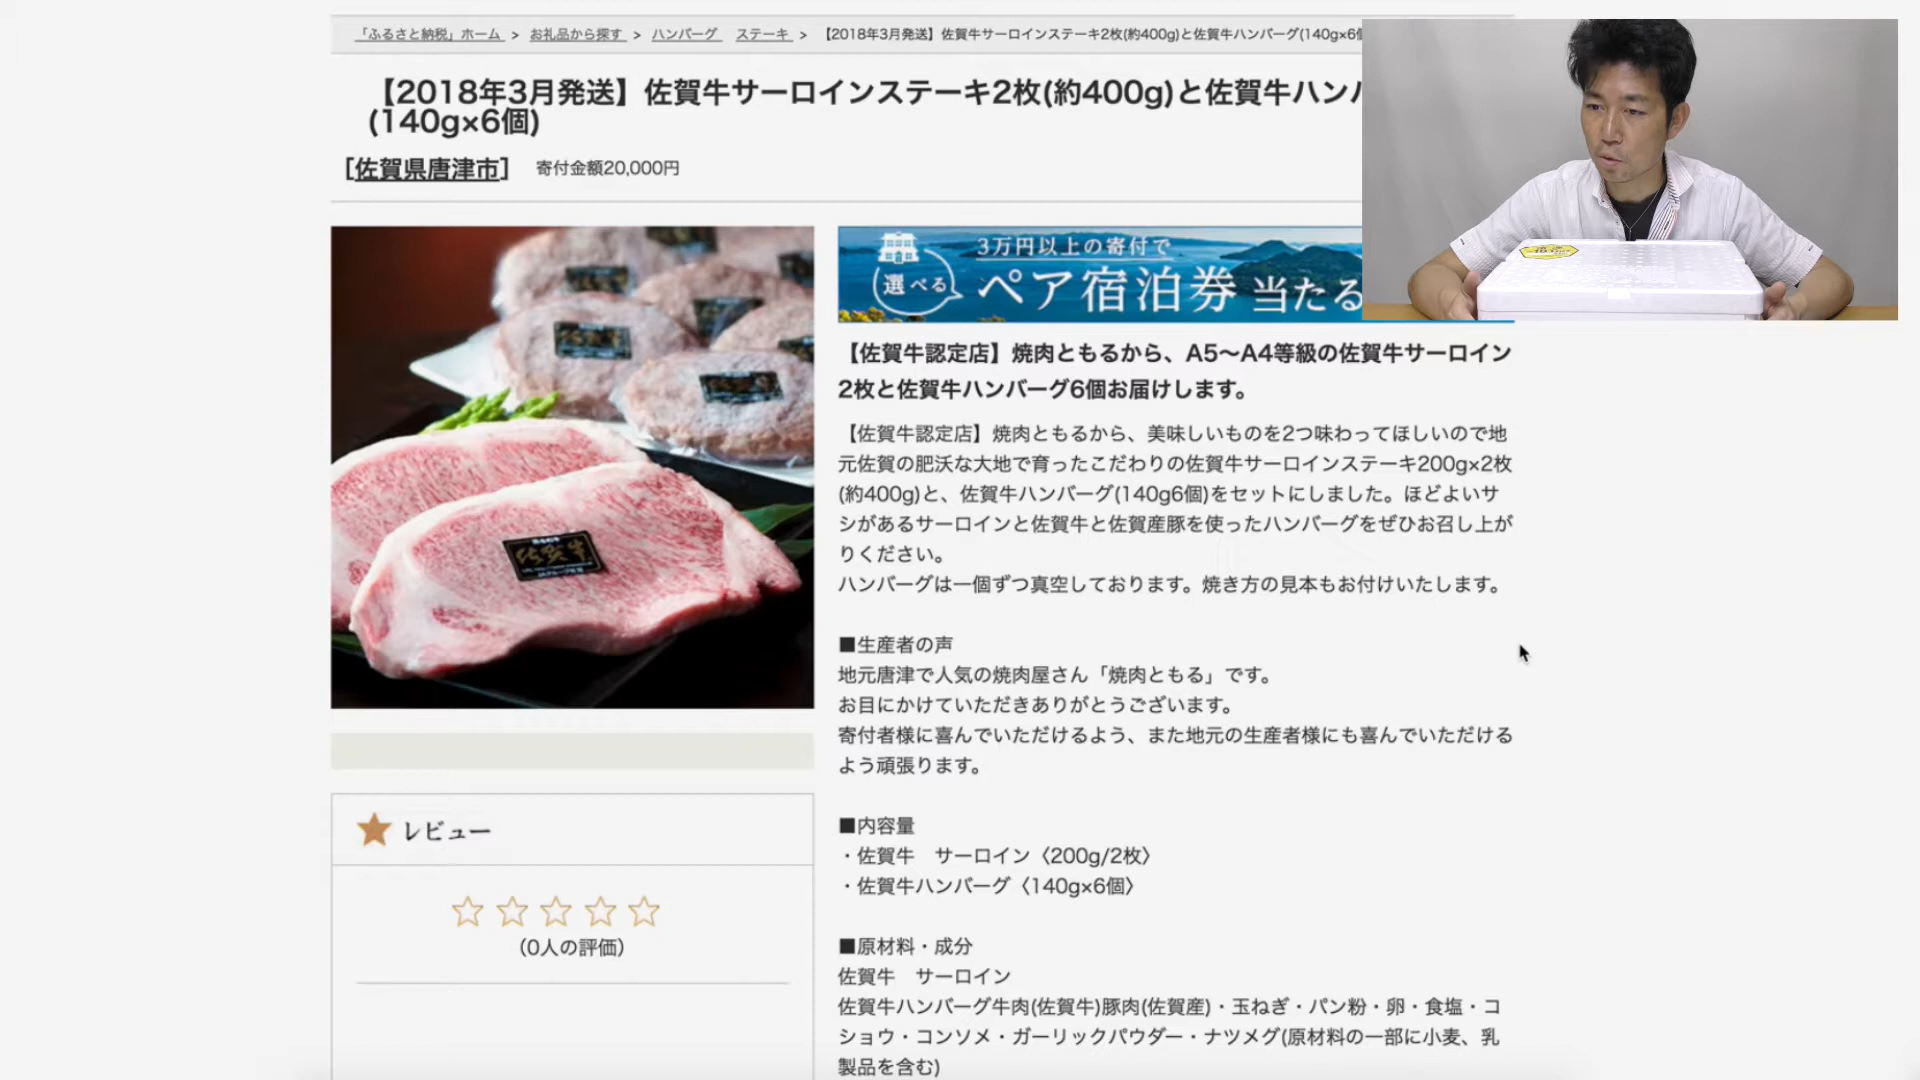 「ふるさと納税」ホーム > お礼品から探す > ハンバーグ ステーキ > 【2018年3月発送】佐賀牛サーロインステーキ2枚(約400g)と佐賀牛ハンバーグ(140g×6個
【2018年3月発送】佐賀牛サーロインステーキ2枚(約400g)と佐賀牛ハンバ
(140g×6個)
[佐賀県唐津市] 寄付金額20,000円
3万円以上の寄付で
選べる ペア宿泊券 当たる
佐賀牛
【佐賀牛認定店】焼肉ともるから、A5〜A4等級の佐賀牛サーロイン
2枚と佐賀牛ハンバーグ6個お届けします。
【佐賀牛認定店】焼肉ともるから、美味しいものを2つ味わってほしいので地
元佐賀の肥沃な大地で育ったこだわりの佐賀牛サーロインステーキ200g×2枚
(約400g)と、佐賀牛ハンバーグ(140g6個)をセットにしました。ほどよいサ
シがあるサーロインと佐賀牛と佐賀産豚を使ったハンバーグをぜひお召し上が
りください。
ハンバーグは一個ずつ真空しております。焼き方の見本もお付けいたします。
■生産者の声
地元唐津で人気の焼肉屋さん「焼肉ともる」です。
お目にかけていただきありがとうございます。
寄付者様に喜んでいただけるよう、また地元の生産者様にも喜んでいただける
よう頑張ります。
■内容量
・佐賀牛　サーロイン〈200g/2枚〉
・佐賀牛ハンバーグ〈140g×6個〉
■原材料・成分
佐賀牛　サーロイン
佐賀牛ハンバーグ牛肉(佐賀牛)豚肉(佐賀産)・玉ねぎ・パン粉・卵・食塩・コ
ショウ・コンソメ・ガーリックパウダー・ナツメグ(原材料の一部に小麦、乳
製品を含む)
レビュー
(0人の評価)